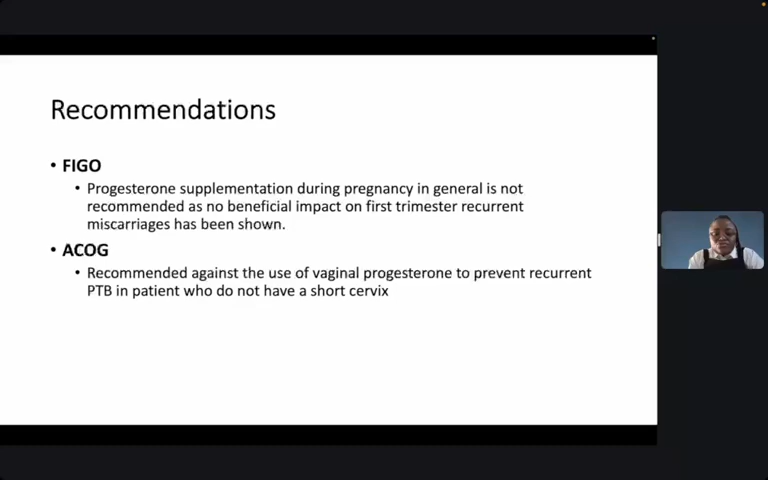 Recommendations
• FIGO
• Progesterone supplementation during pregnancy in general is not
recommended as no beneficial impact on first trimester recurrent
miscarriages has been shown.
• ACOG
• Recommended against the use of vaginal progesterone to prevent recurrent
PTB in patient who do not have a short cervix